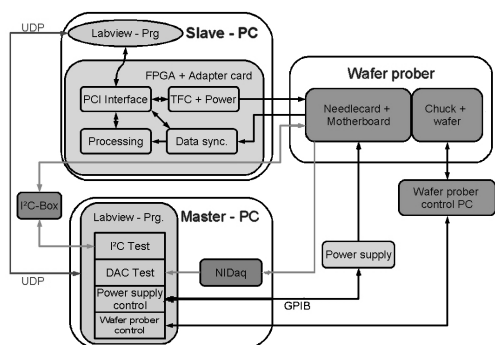 UDP
Labview - Prg
Slave - PC
FPGA + Adapter card
PCI Interface
TFC + Power
Processing
Data sync.
Wafer prober
Needlecard +
Motherboard
Chuck +
wafer
I²C-Box
Labview - Prg.
Master - PC
I²C Test
DAC Test
Power supply
control
Wafer prober
control
NIDaq
Power supply
Wafer prober
control PC
UDP
GPIB